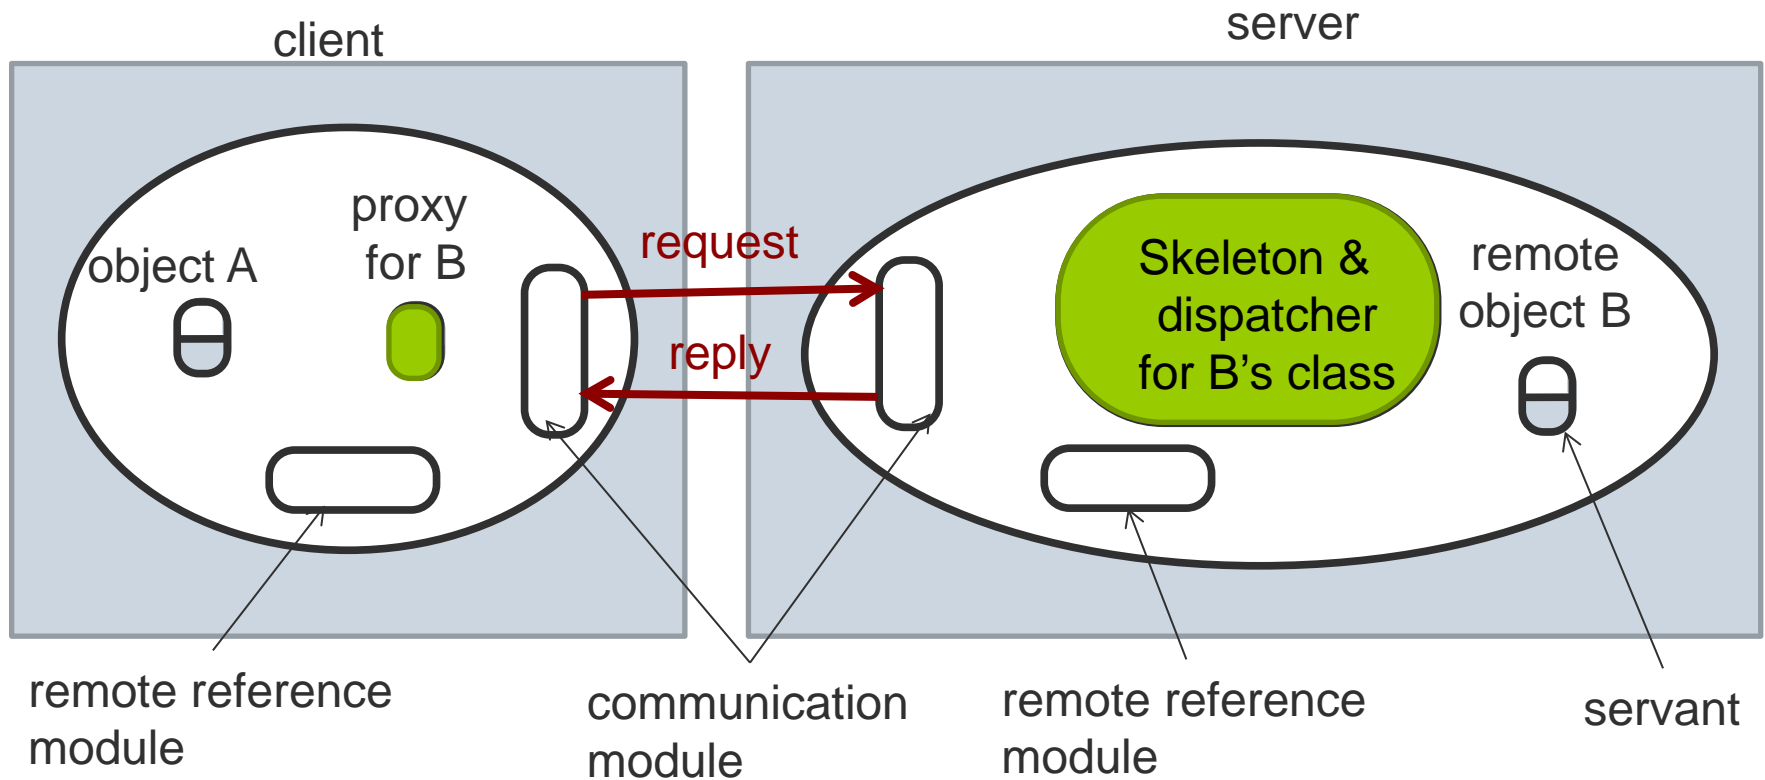 client
server
proxy
for B
object A
request
reply
Skeleton &
dispatcher
for B’s class
remote
object B
remote reference
module
communication
module
remote reference
module
servant